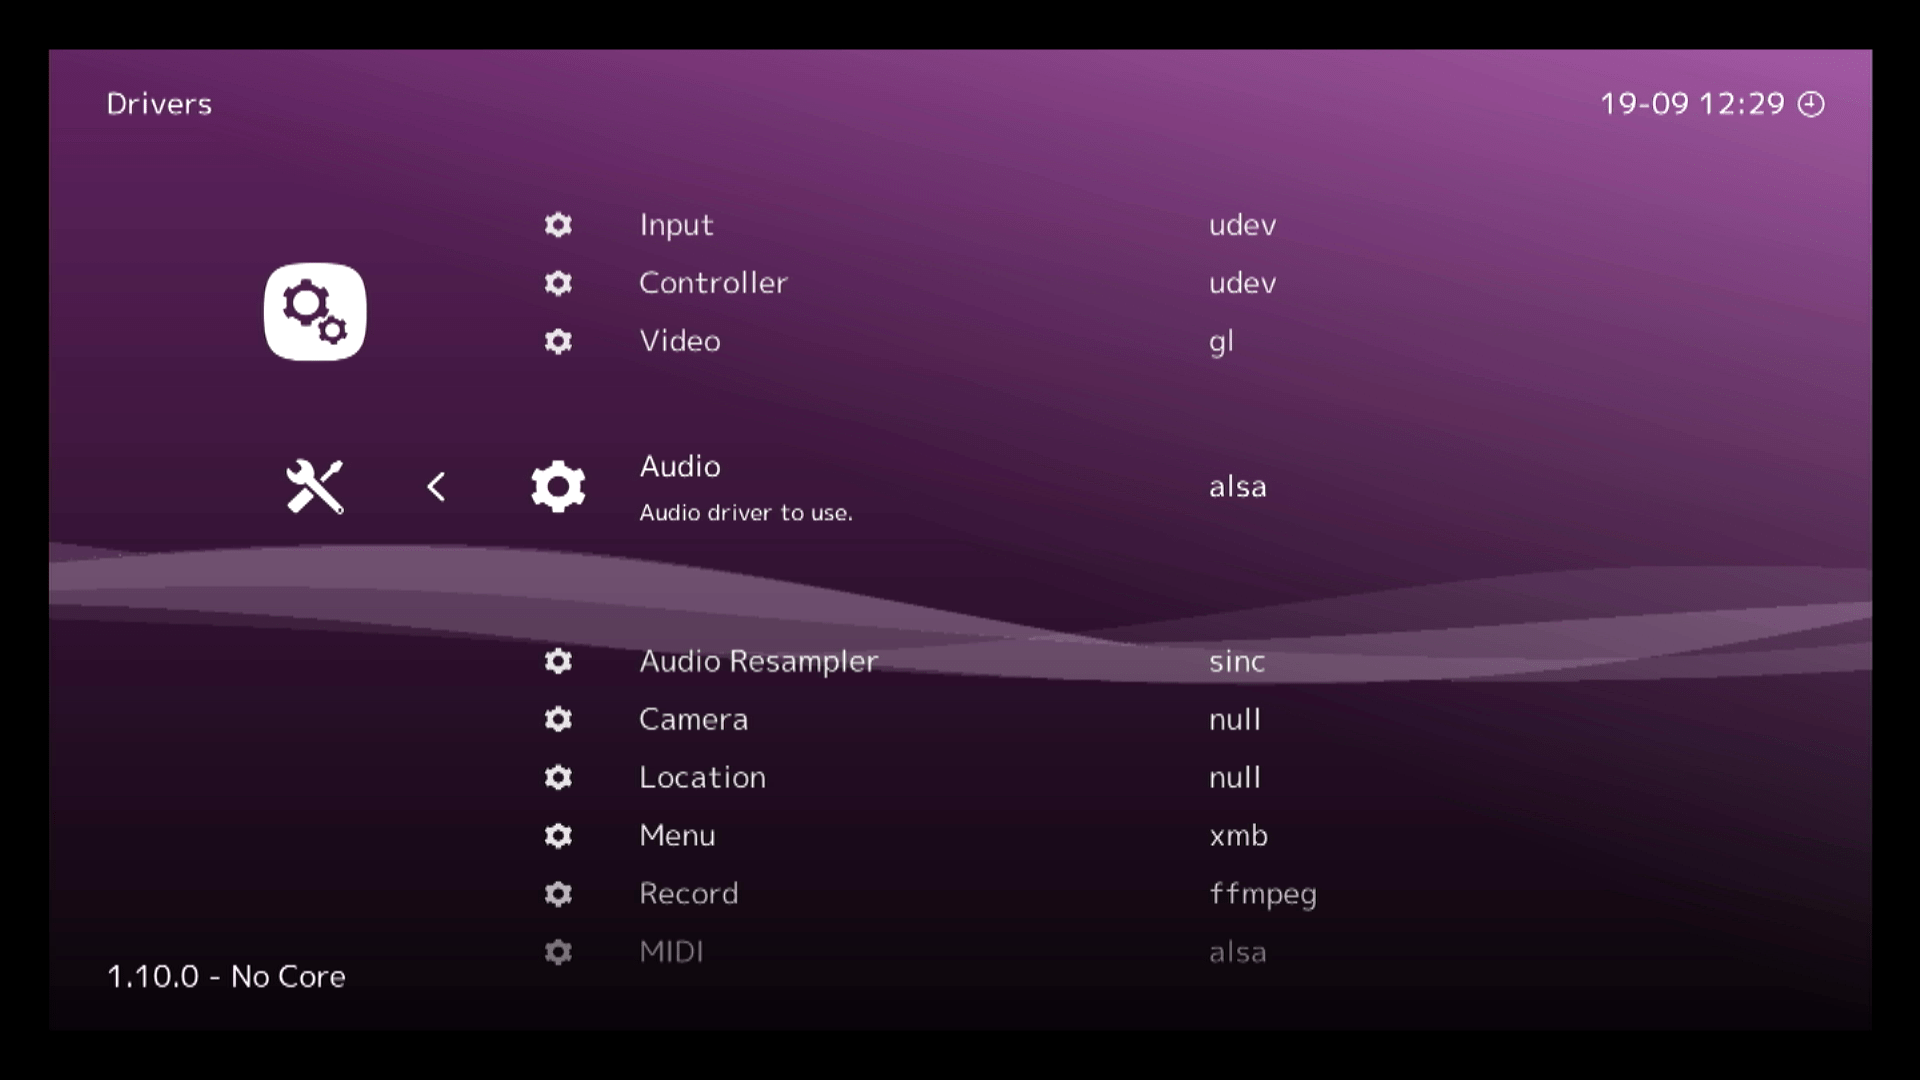 Drivers
19-09 12:29
Input udev
Controller udev
Video gl
Audio alsa
Audio driver to use.
Audio Resampler sinc
Camera null
Location null
Menu xmb
Record ffmpeg
MIDI alsa
1.10.0 - No Core